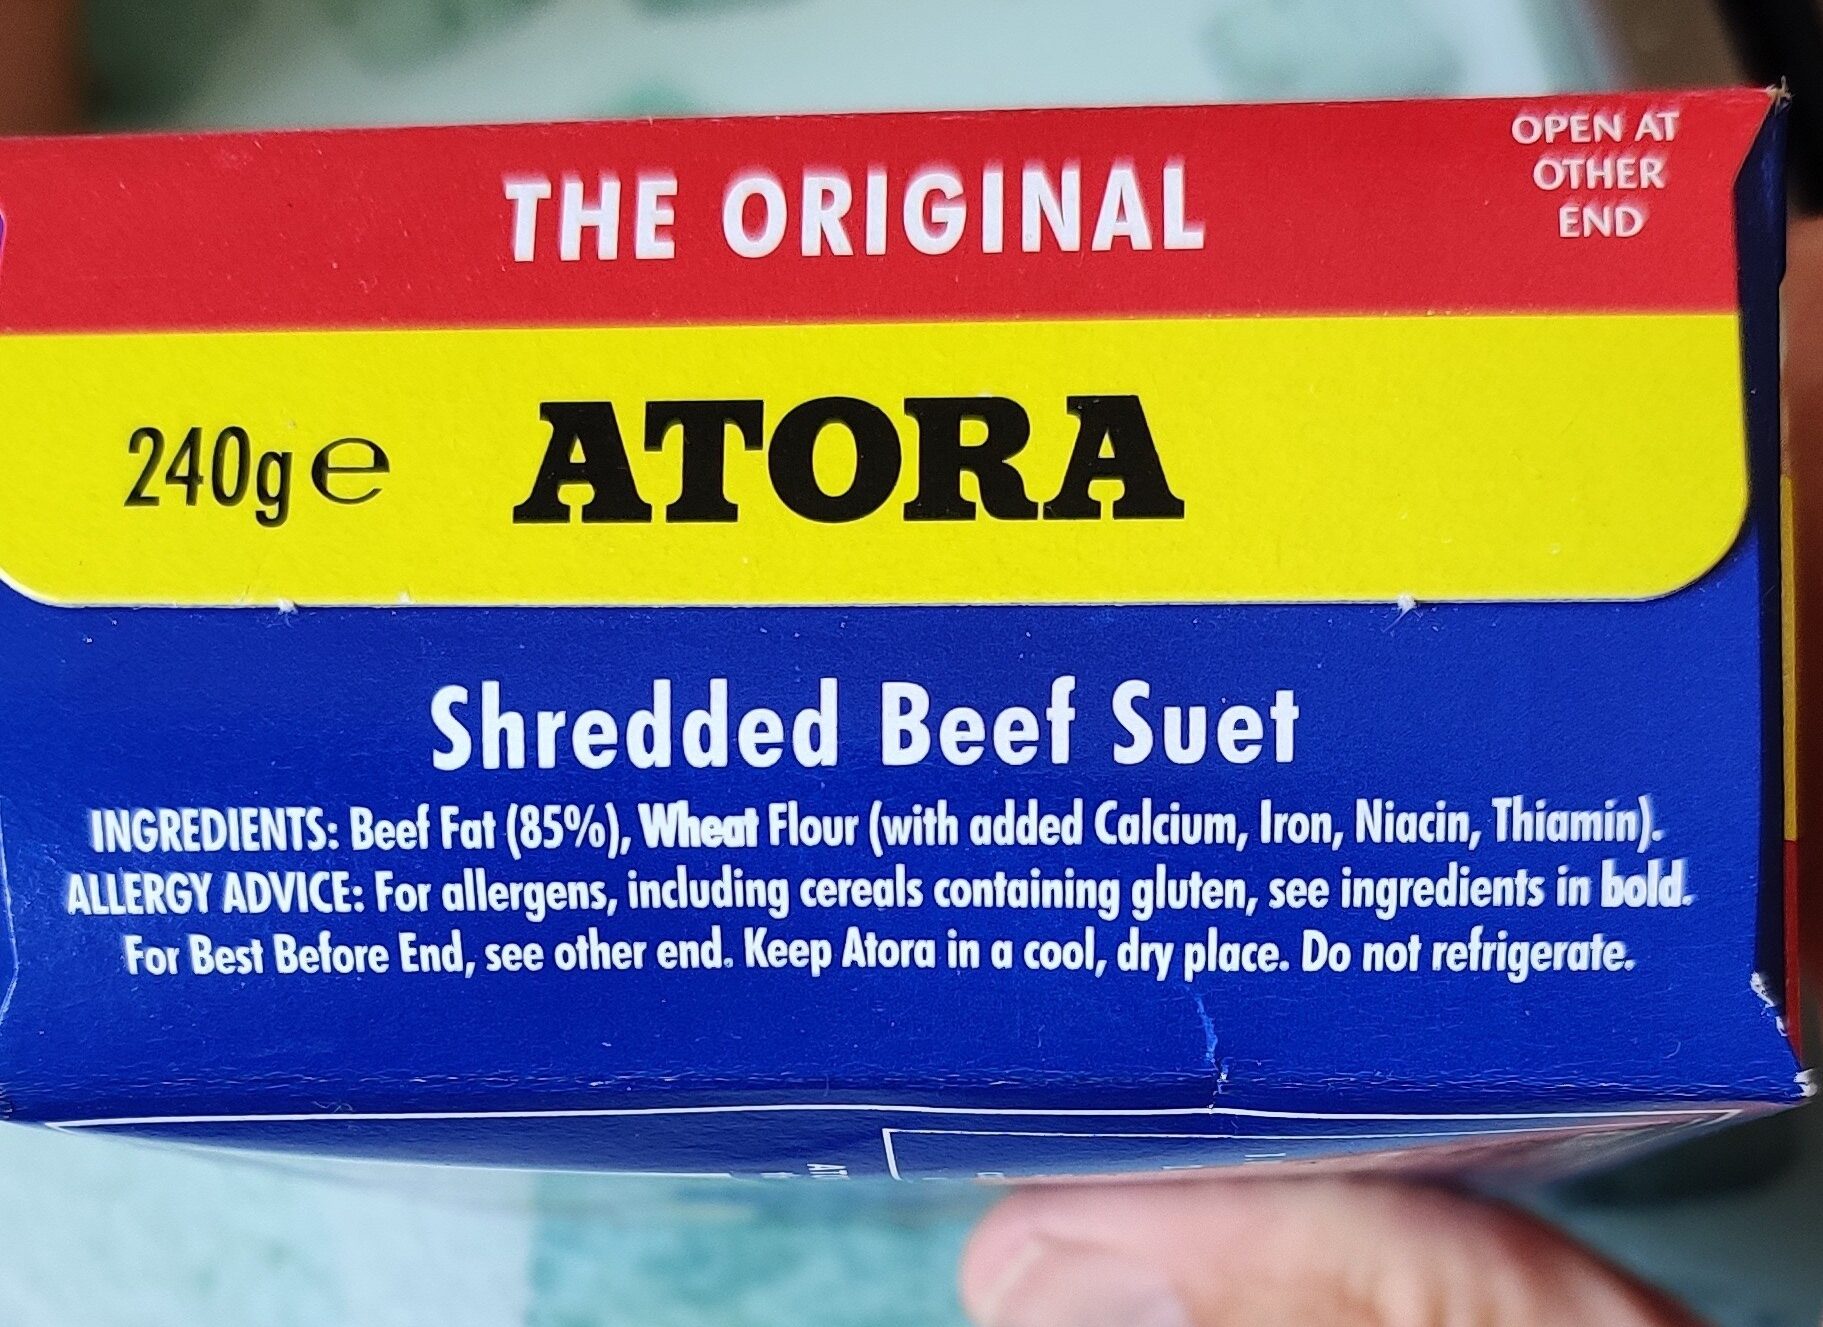 THE ORIGINAL
OPEN AT
OTHER
END
240g ℮ ATORA
Shredded Beef Suet
INGREDIENTS: Beef Fat (85%), Wheat Flour (with added Calcium, Iron, Niacin, Thiamin).
ALLERGY ADVICE: For allergens, including cereals containing gluten, see ingredients in bold.
For Best Before End, see other end. Keep Atora in a cool, dry place. Do not refrigerate.